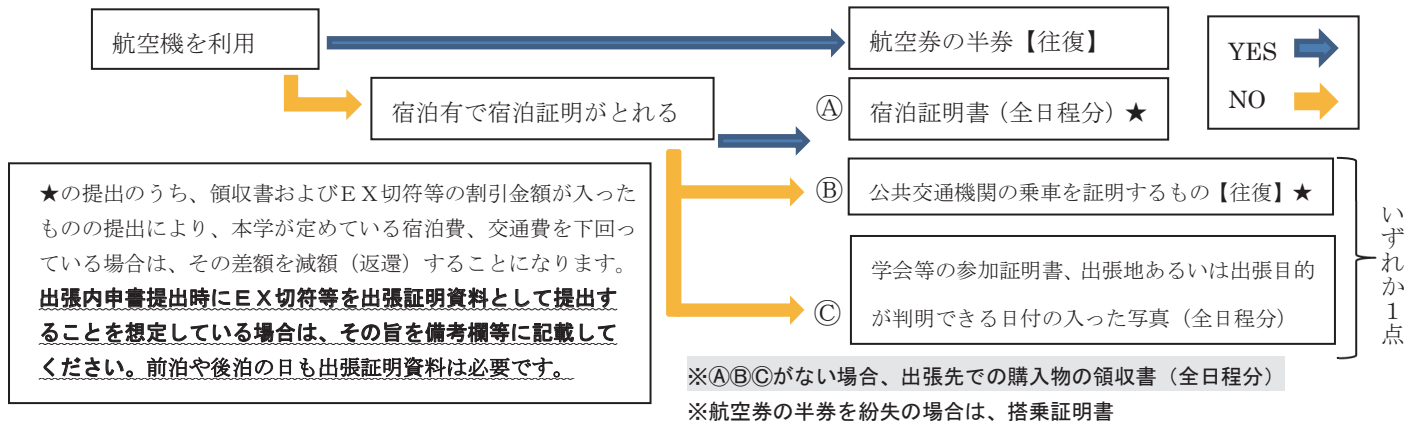 航空機を利用
航空券の半券【往復】
YES
NO
宿泊有で宿泊証明がとれる
Ⓐ
宿泊証明書（全日程分）★
Ⓑ
公共交通機関の乗車を証明するもの【往復】★
Ⓒ
学会等の参加証明書、出張地あるいは出張目的
が判明できる日付の入った写真（全日程分）
いずれか１点
★の提出のうち、領収書およびＥＸ切符等の割引金額が入った
ものの提出により、本学が定めている宿泊費、交通費を下回っ
ている場合は、その差額を減額（返還）することになります。
出張内申書提出時にＥＸ切符等を出張証明資料として提出す
ることを想定している場合は、その旨を備考欄等に記載して
ください。前泊や後泊の日も出張証明資料は必要です。
※ⒶⒷⒸがない場合、出張先での購入物の領収書（全日程分）
※航空券の半券を紛失の場合は、搭乗証明書